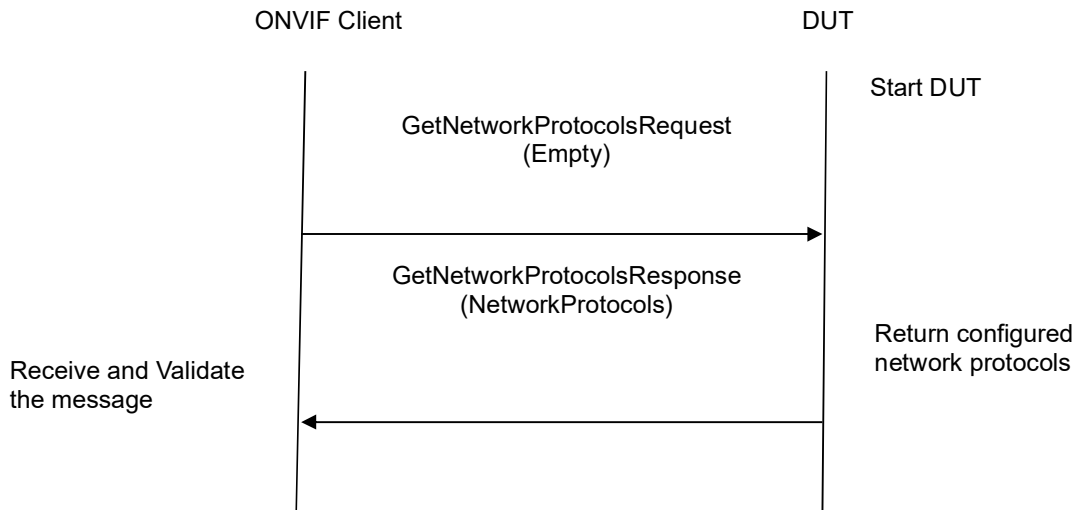 ONVIF Client
DUT
Start DUT
GetNetworkProtocolsRequest
(Empty)
GetNetworkProtocolsResponse
(NetworkProtocols)
Return configured
network protocols
Receive and Validate
the message